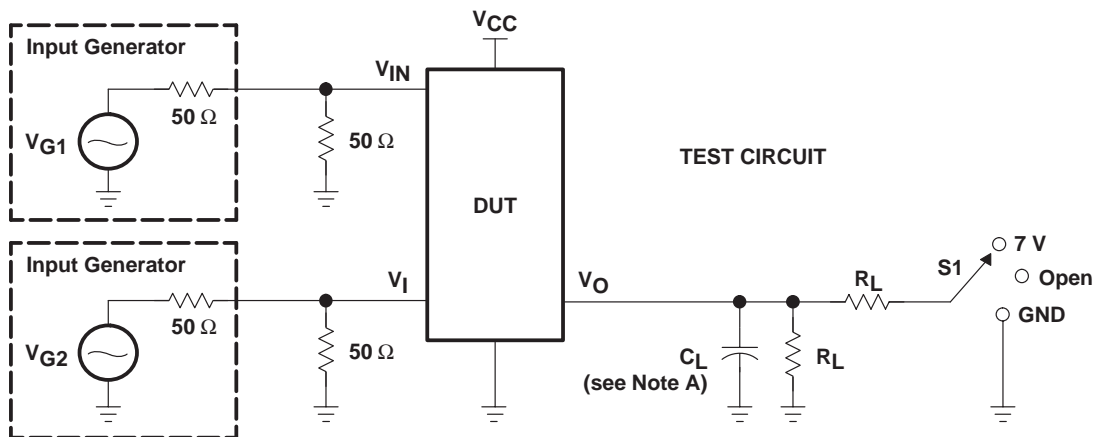 VCC
Input Generator
VIN
50 Ω
VG1
50 Ω
TEST CIRCUIT
DUT
Input Generator
VI
VO
S1
7 V
Open
GND
RL
50 Ω
VG2
50 Ω
CL
(see Note A)
RL